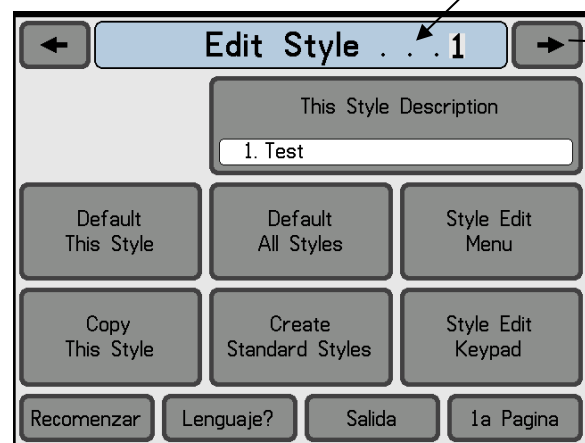 Edit Style . . . 1
This Style Description
1. Test
Default
This Style
Default
All Styles
Style Edit
Menu
Copy
This Style
Create
Standard Styles
Style Edit
Keypad
Recomenzar
Lenguaje?
Salida
1a Pagina